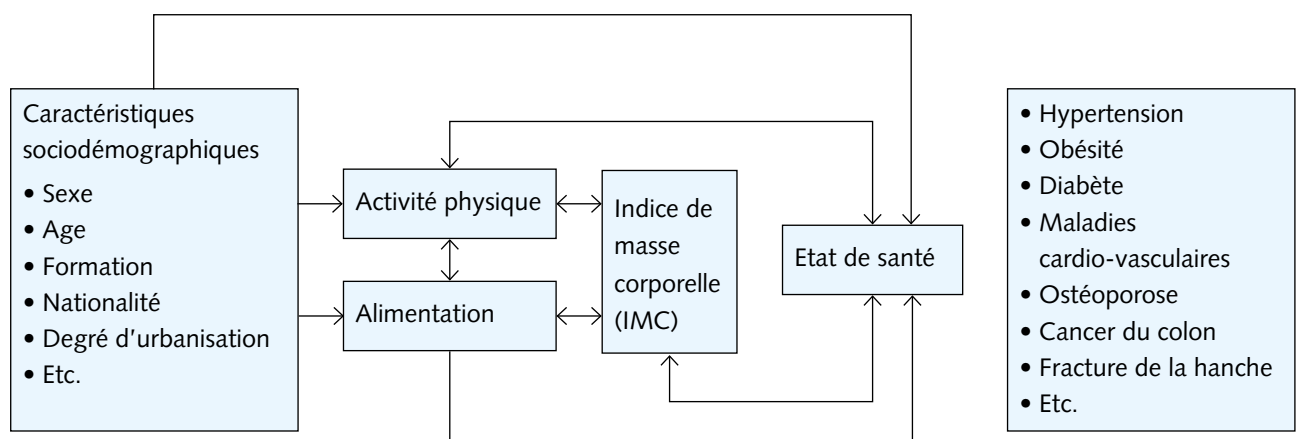 Caractéristiques
sociodémographiques
• Sexe
• Age
• Formation
• Nationalité
• Degré d'urbanisation
• Etc.
Activité physique
Alimentation
Indice de
masse
corporelle
(IMC)
Etat de santé
• Hypertension
• Obésité
• Diabète
• Maladies
cardio-vasculaires
• Ostéoporose
• Cancer du colon
• Fracture de la hanche
• Etc.